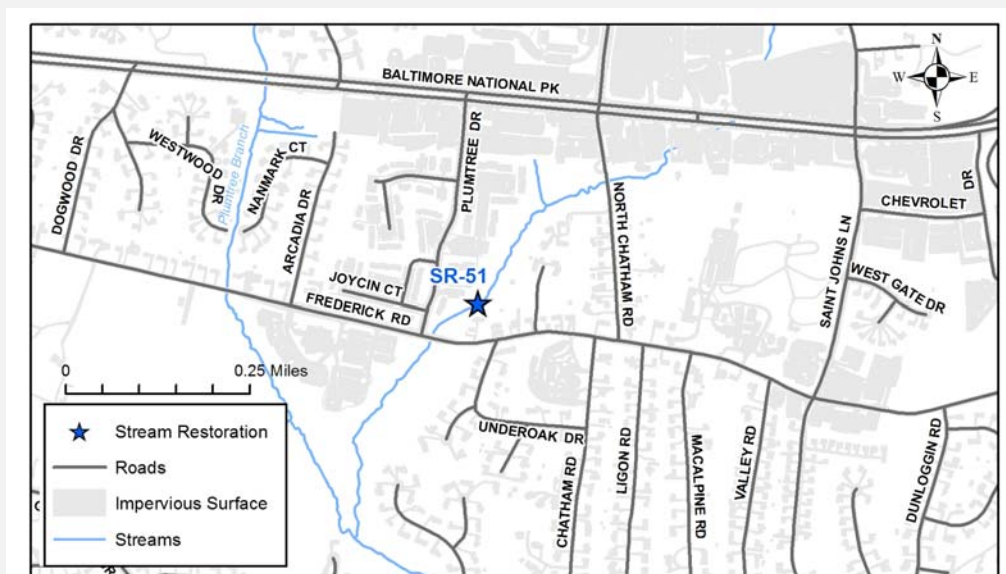 N
W E
S
BALTIMORE NATIONAL PK
DOGWOOD DR
WESTWOOD DR
Plumtree Branch
NANMARK CT
ARCADIA DR
PLUMTREE DR
NORTH CHATHAM RD
SAINT JOHNS LN
CHEVROLET DR
WEST GATE DR
SR-51
JOYCIN CT
FREDERICK RD
0 0.25 Miles
UNDEROAK DR
CHATHAM RD
LIGON RD
MACALPINE RD
VALLEY RD
DUNLOGGIN RD
Stream Restoration
Roads
Impervious Surface
Streams